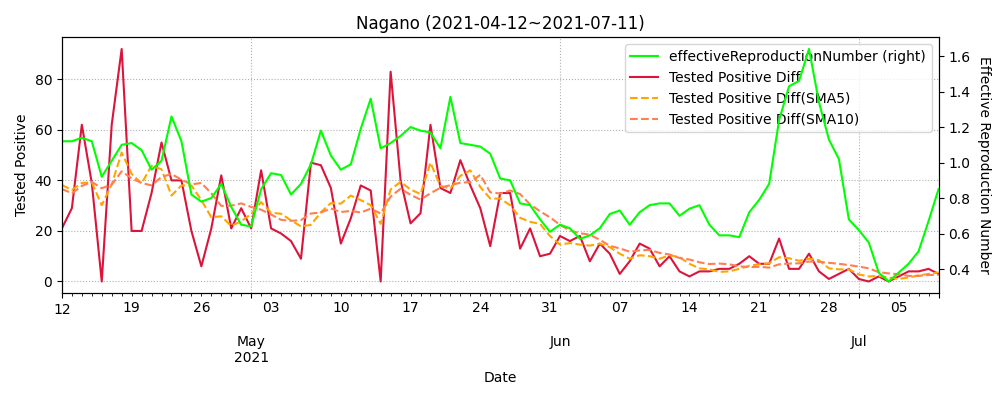 Nagano (2021-04-12~2021-07-11)
effectiveReproductionNumber (right)
Tested Positive Diff
Tested Positive Diff(SMA5)
Tested Positive Diff(SMA10)
Tested Positive
80
60
40
20
0
1.6
1.4
1.2
1.0
0.8
0.6
0.4
Effective Reproduction Number
12 19 26 03 10 17 24 31 07 14 21 28 05
May Jun Jul
2021
Date